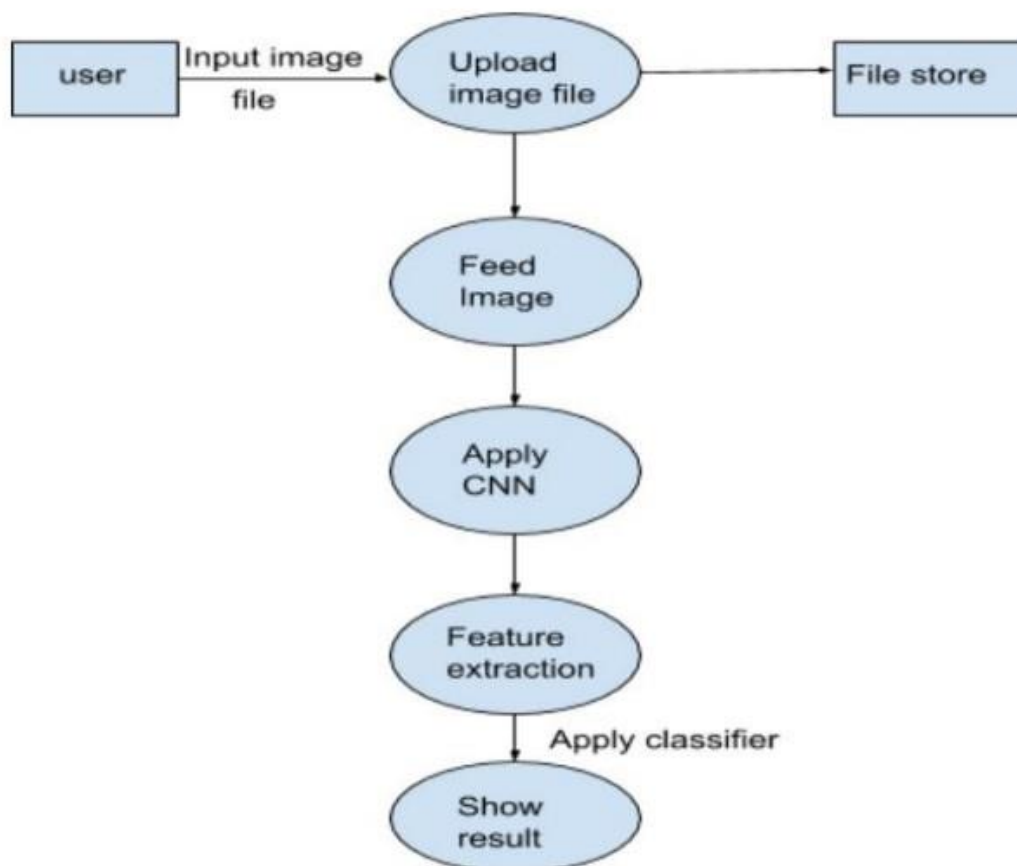 user
Input image
file
Upload
image file
File store
Feed
Image
Apply
CNN
Feature
extraction
Apply classifier
Show
result